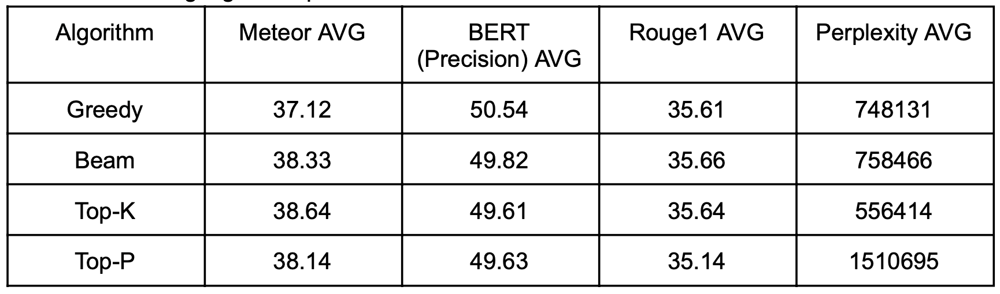 Algorithm Meteor AVG BERT (Precision) AVG Rouge1 AVG Perplexity AVG
Greedy 37.12 50.54 35.61 748131
Beam 38.33 49.82 35.66 758466
Top-K 38.64 49.61 35.64 556414
Top-P 38.14 49.63 35.14 1510695